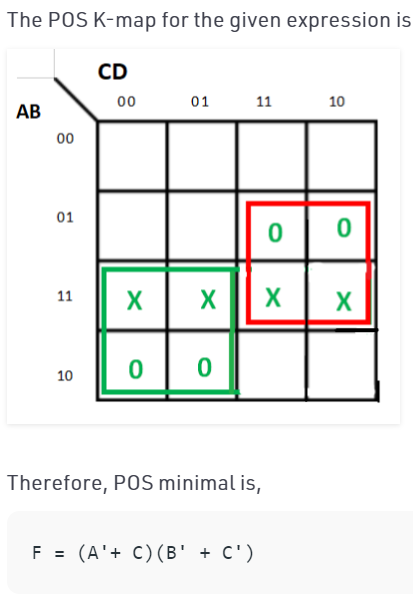 The POS K-map for the given expression is
CD
00 01 11 10
AB
00
01
0 0
11
X X X X
10
0 0
Therefore, POS minimal is,
F = (A'+ C)(B' + C')